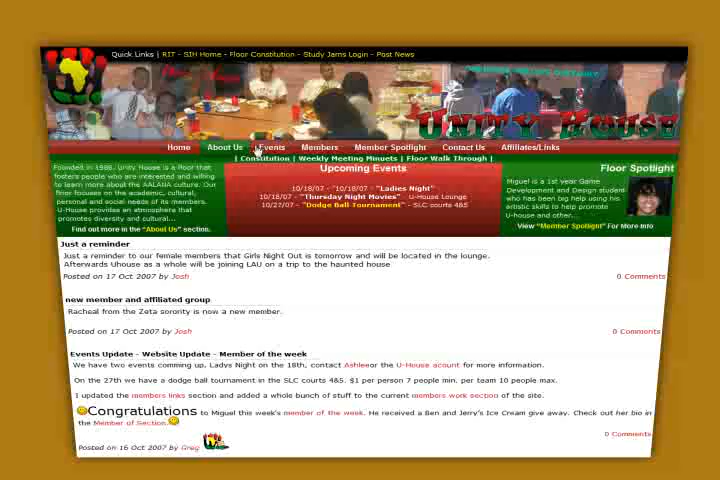 Quick Links | RIT - SIH Home - Floor Constitution - Study Jams Login - Post News
Unity House
Home About Us Events Members Member Spotlight Contact Us Affiliates/Links
| Constitution | Weekly Meeting Minuets | Floor Walk Through |
Founded in 1986, Unity House is a floor that
fosters people who are interested and willing
to learn more about the AALANA culture. Our
floor focuses on the academic, cultural,
personal and social needs of its members.
U-House provides an atmosphere that
promotes diversity and cultural...
Find out more in the "About Us" section.
Upcoming Events
10/18/07 - "10/18/07 - "Ladies Night"
10/18/07 - "Thursday Night Movies" - U-House Lounge
10/27/07 - "Dodge Ball Tournament" - SLC courts 4&5
Floor Spotlight
Miguel is a 1st year Game
Development and Design student
who has been big help using his
artistic skills to help promote
U-house and other...
View "Member Spotlight" For More Info
Just a reminder
Just a reminder to our female members that Girls Night Out is tomorrow and will be located in the lounge.
Afterwards Uhouse as a whole will be joining LAU on a trip to the haunted house
Posted on 17 Oct 2007 by Josh 0 Comments
new member and affiliated group
Racheal from the Zeta sorority is now a new member.
Posted on 17 Oct 2007 by Josh 0 Comments
Events Update - Website Update - Member of the week
We have two events comming up, Ladys Night on the 18th, contact Ashleeor the U-House acount for more information.
On the 27th we have a dodge ball tournament in the SLC courts 4&5. $1 per person 7 people min. per team 10 people max.
I updated the members links section and added a whole bunch of stuff to the current members work section of the site.
Congratulations to Miguel this week's member of the week. He received a Ben and Jerry's Ice Cream give away. Check out her bio in
the Member of Section.
0 Comments
Posted on 16 Oct 2007 by Greg